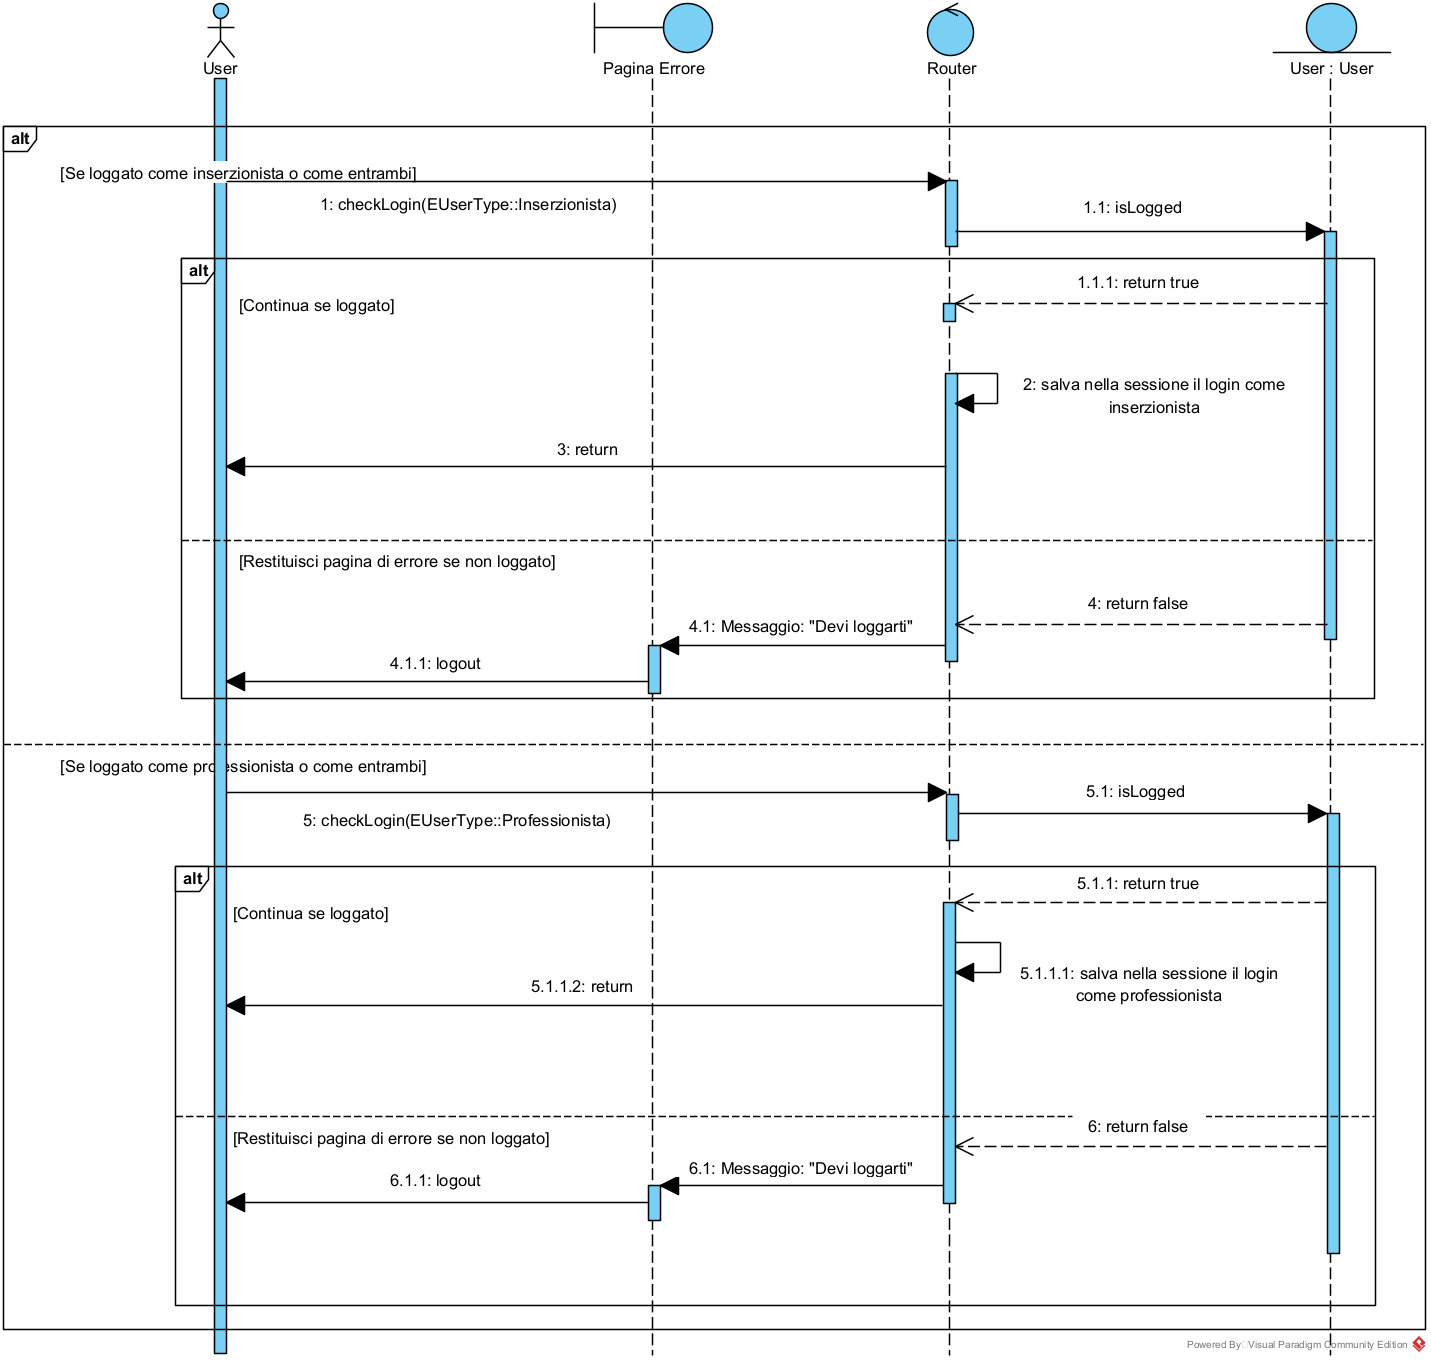 User
Pagina Errore
Router
User : User
alt
[Se loggato come inserzionista o come entrambi]
1: checkLogin(EUserType::Inserzionista)
1.1: isLogged
alt
1.1.1: return true
[Continua se loggato]
2: salva nella sessione il login come
inserzionista
3: return
[Restituisci pagina di errore se non loggato]
4: return false
4.1: Messaggio: "Devi loggarti"
4.1.1: logout
[Se loggato come professionista o come entrambi]
5: checkLogin(EUserType::Professionista)
5.1: isLogged
alt
5.1.1: return true
[Continua se loggato]
5.1.1.1: salva nella sessione il login
come professionista
5.1.1.2: return
6: return false
[Restituisci pagina di errore se non loggato]
6.1: Messaggio: "Devi loggarti"
6.1.1: logout
Powered By Visual Paradigm Community Edition